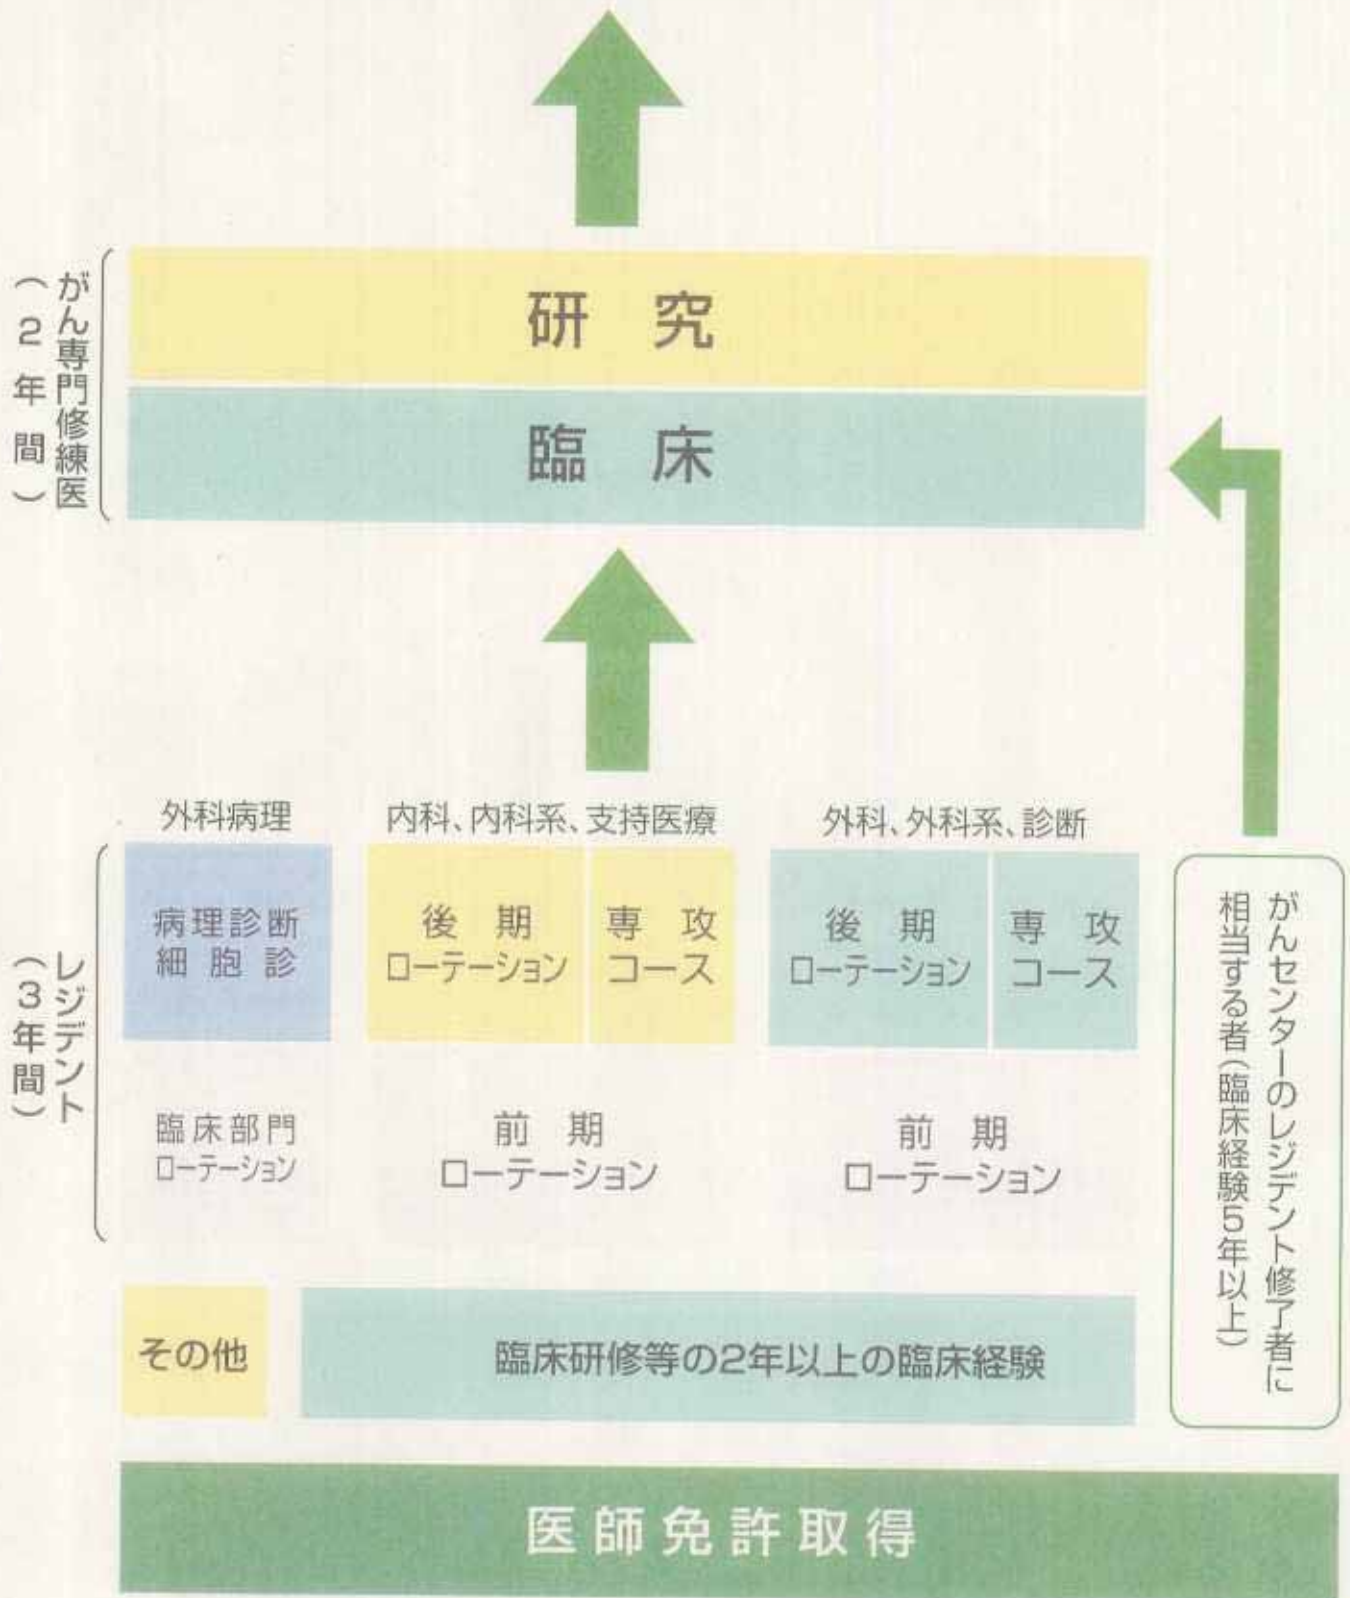 がん専門修練医
(2年間)
研究
臨床
外科病理
内科、内科系、支持医療
外科、外科系、診断
レジデント
(3年間)
病理診断
細胞診
後期
ローテーション
専攻
コース
後期
ローテーション
専攻
コース
臨床部門
ローテーション
前期
ローテーション
前期
ローテーション
がんセンターのレジデント修了者に
相当する者(臨床経験5年以上)
その他
臨床研修等の2年以上の臨床経験
医師免許取得